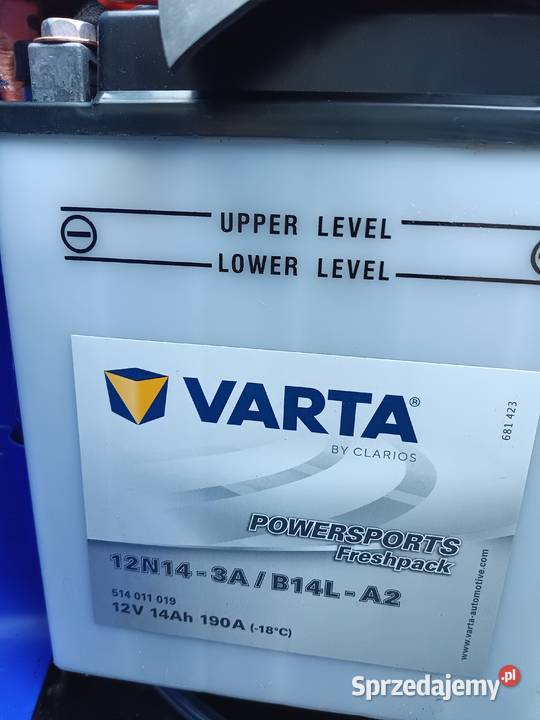 UPPER LEVEL
LOWER LEVEL
VARTA®
BY CLARIOS
681 423
POWERSPORTS
Freshpack
12N14-3A / B14L-A2
514 011 019
12V 14Ah 190A (-18°C)
www.varta-automotive.com
Sprzedajemy.pl